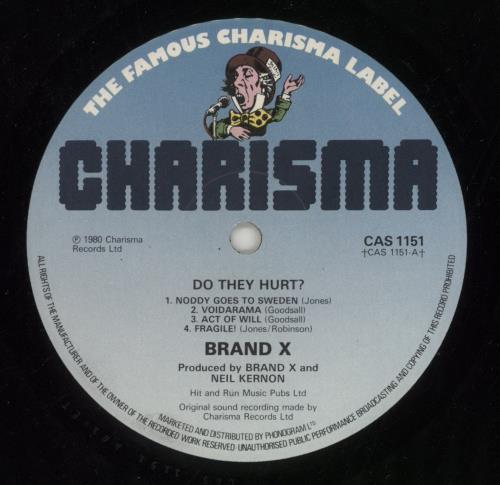 THE FAMOUS CHARISMA LABEL
CHARISMA
℗ 1980 Charisma
Records Ltd
CAS 1151
†CAS 1151-A†
DO THEY HURT?
1. NODDY GOES TO SWEDEN (Jones)
2. VOIDARAMA (Goodsall)
3. ACT OF WILL (Goodsall)
4. FRAGILE! (Jones/Robinson)
BRAND X
Produced by BRAND X and
NEIL KERNON
Hit and Run Music Pubs Ltd
Original sound recording made by
Charisma Records Ltd
MARKETED AND DISTRIBUTED BY PHONOGRAM LTD
ALL RIGHTS OF THE MANUFACTURER AND OF THE OWNER OF THE RECORDED WORK RESERVED · UNAUTHORISED PUBLIC PERFORMANCE BROADCASTING AND COPYING OF THIS RECORD PROHIBITED